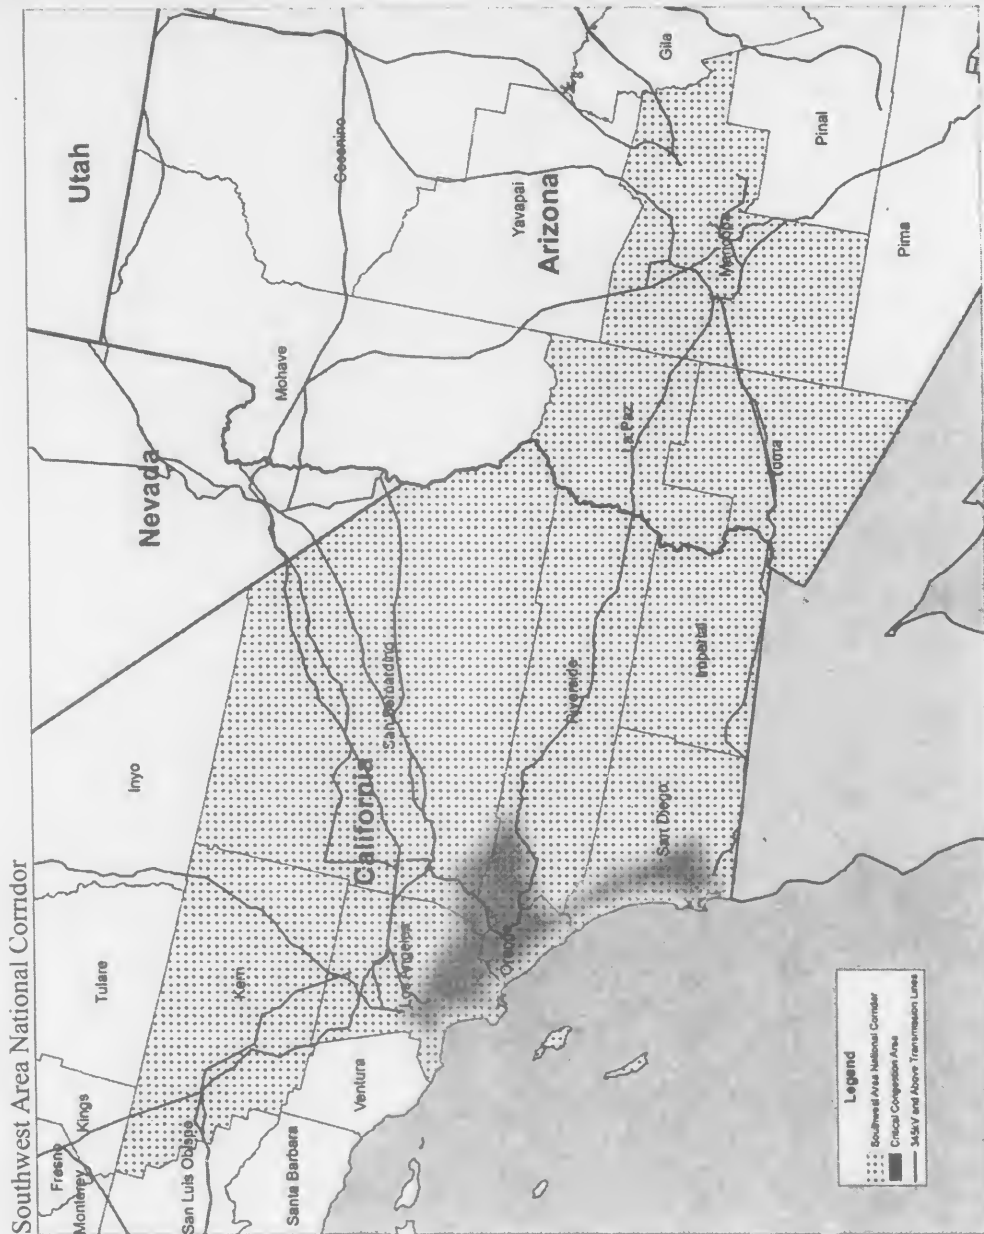 Southwest Area National Corridor
Utah
Nevada
Arizona
California
Fresno
Monterey
Kings
Tulare
Inyo
San Luis Obispo
Kern
Santa Barbara
Ventura
Los Angeles
San Bernardino
Orange
Riverside
San Diego
Imperial
Mohave
Coconino
Yavapai
Gila
La Paz
Maricopa
Yuma
Pinal
Pima
Legend
Southwest Area National Corridor
Critical Congestion Area
345kV and Above Transmission Lines